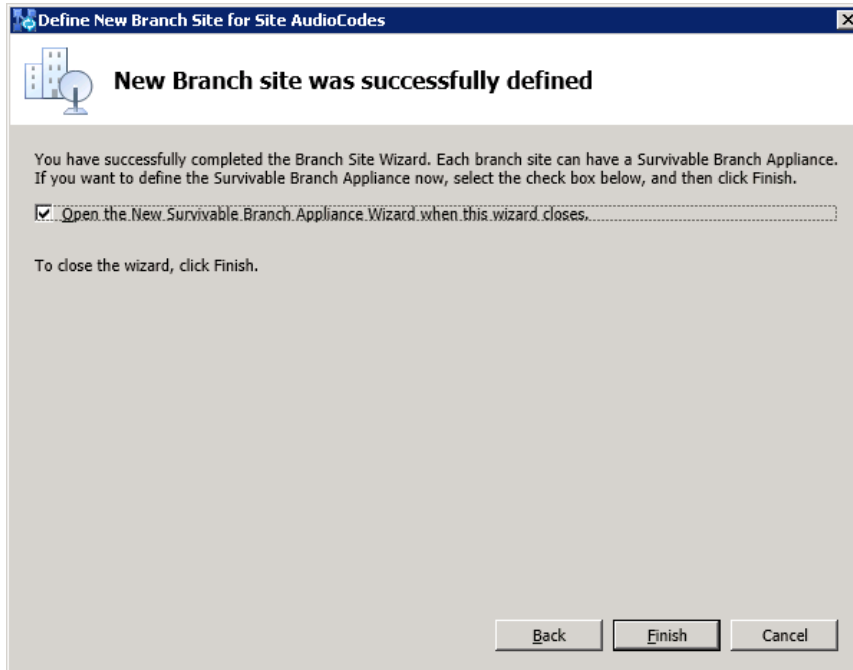 Define New Branch Site for Site AudioCodes
New Branch site was successfully defined
You have successfully completed the Branch Site Wizard. Each branch site can have a Survivable Branch Appliance.
If you want to define the Survivable Branch Appliance now, select the check box below, and then click Finish.
Open the New Survivable Branch Appliance Wizard when this wizard closes.
To close the wizard, click Finish.
Back Finish Cancel